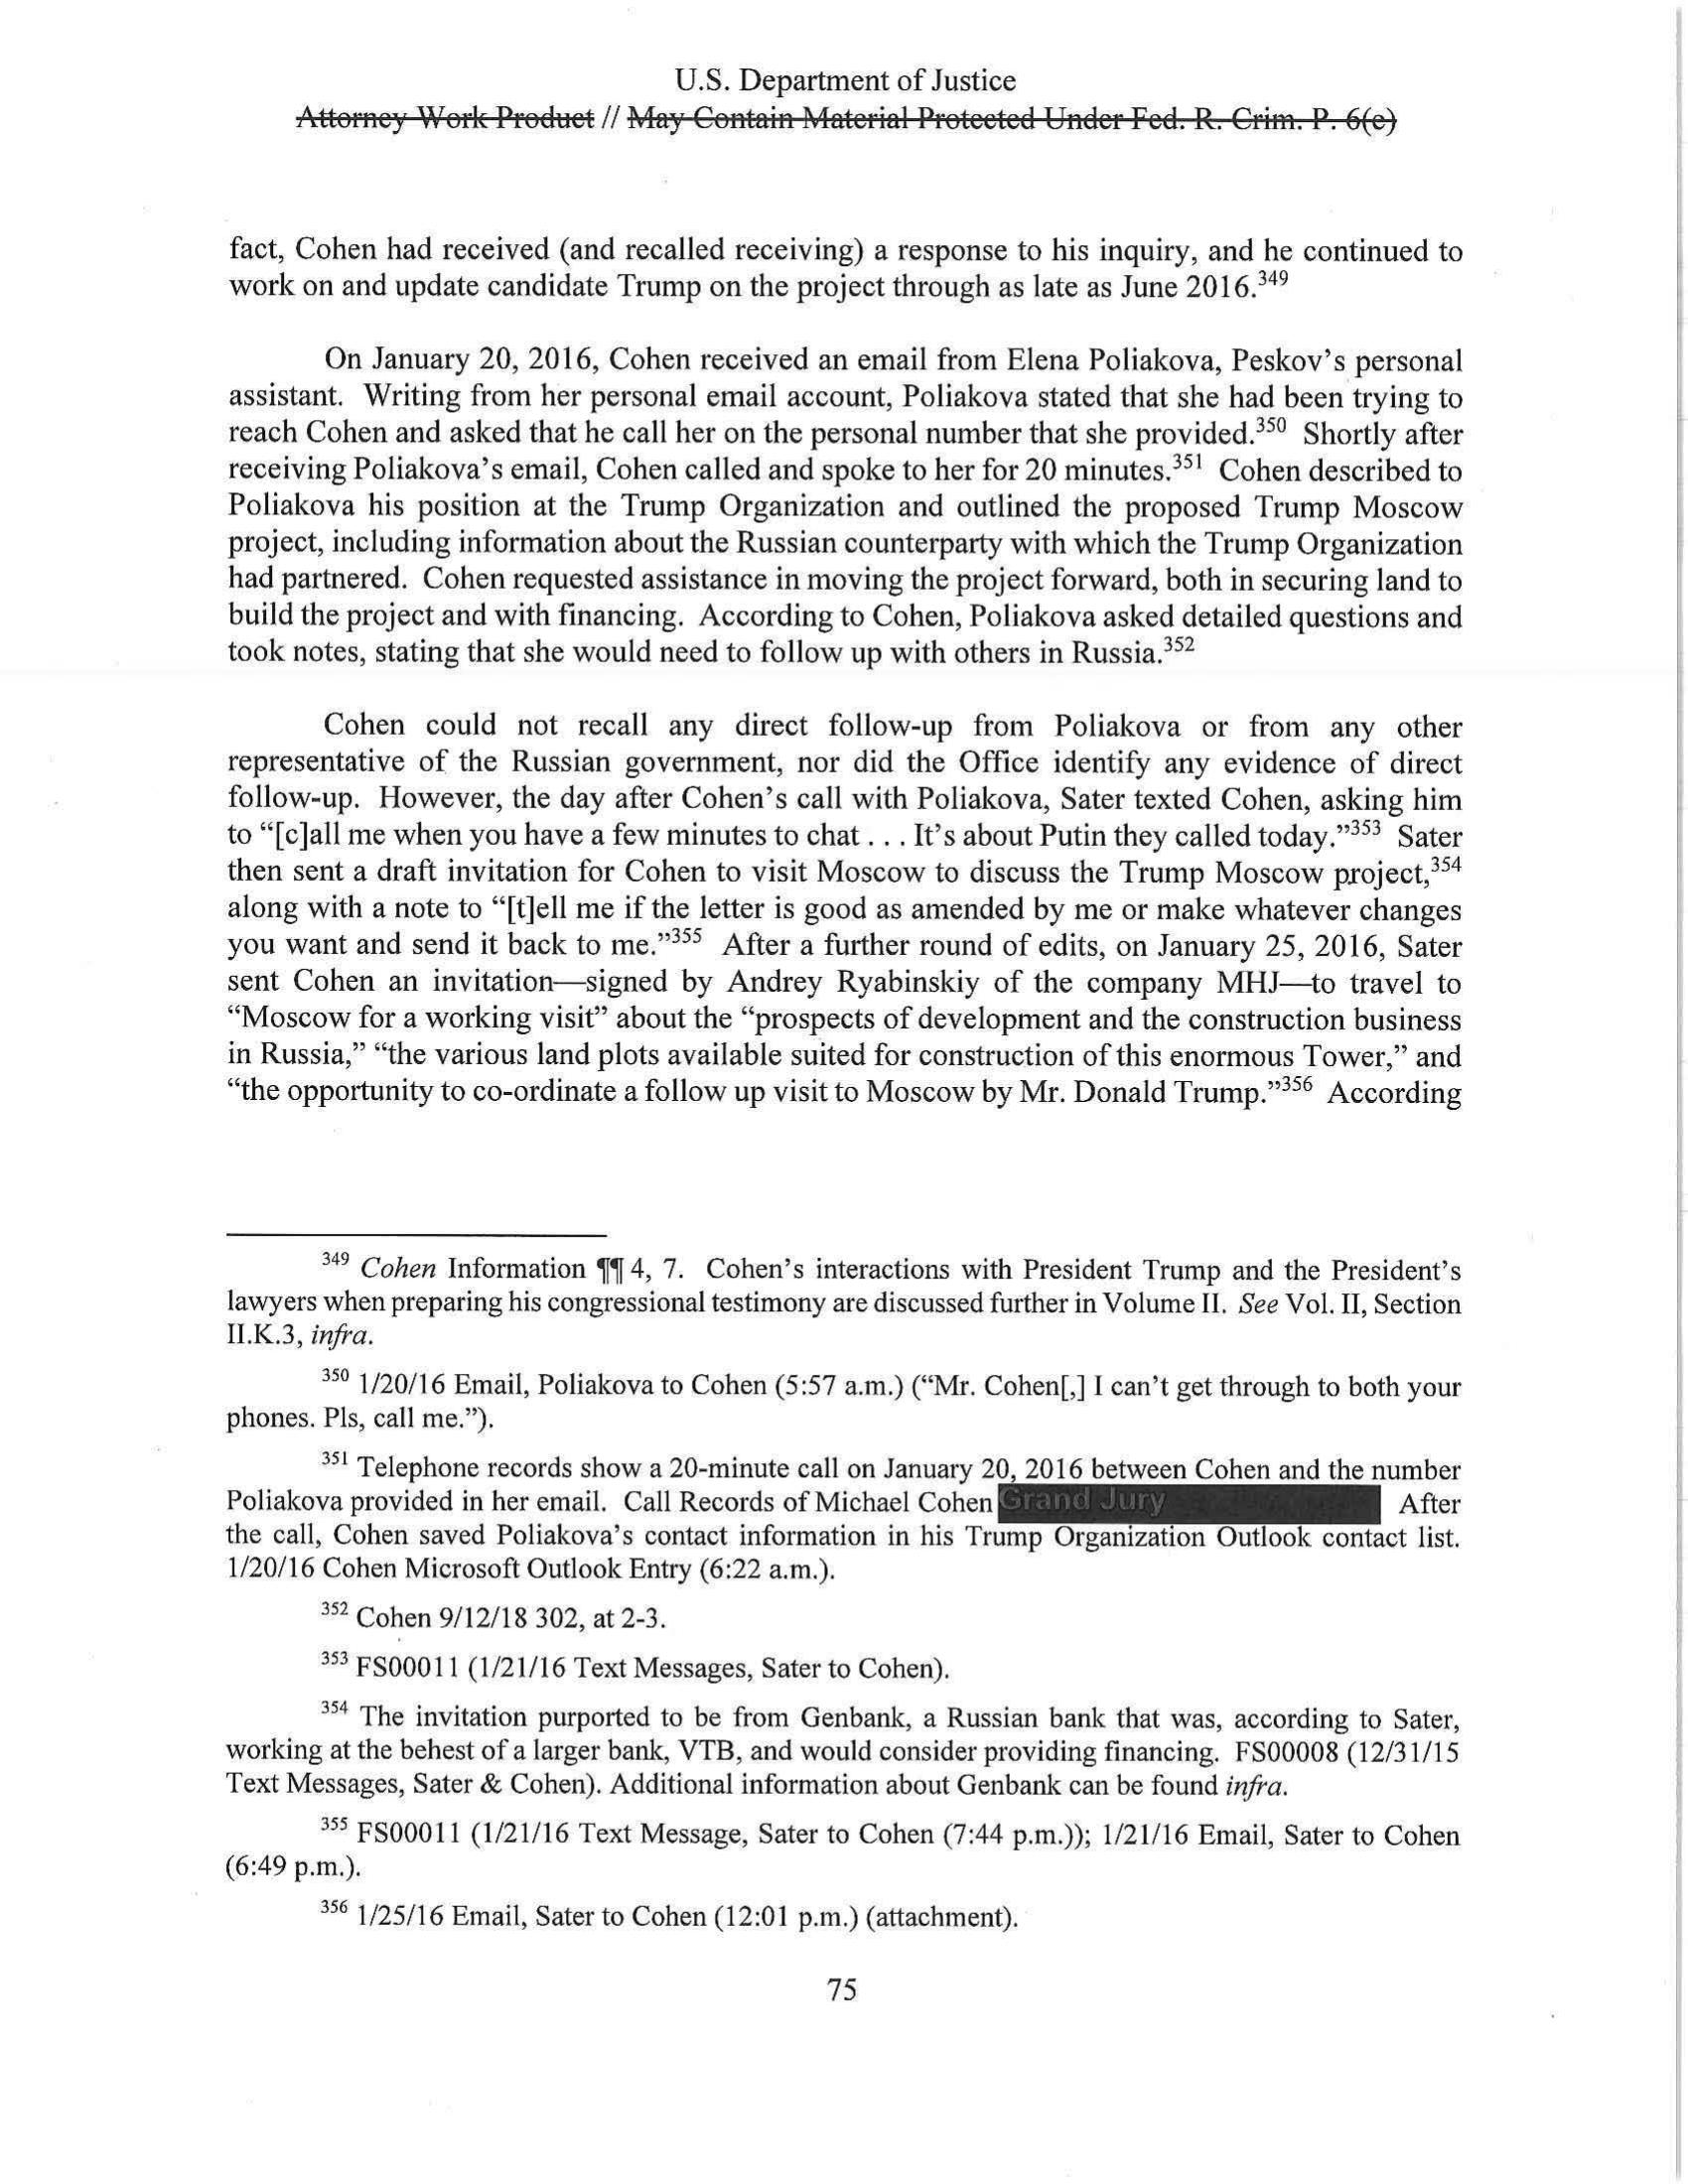 U.S. Department of Justice
Attorney Work Product // May Contain Material Protected Under Fed. R. Crim. P. 6(e)
fact, Cohen had received (and recalled receiving) a response to his inquiry, and he continued to
work on and update candidate Trump on the project through as late as June 2016.349
On January 20, 2016, Cohen received an email from Elena Poliakova, Peskov's personal
assistant. Writing from her personal email account, Poliakova stated that she had been trying to
reach Cohen and asked that he call her on the personal number that she provided.350 Shortly after
receiving Poliakova's email, Cohen called and spoke to her for 20 minutes.351 Cohen described to
Poliakova his position at the Trump Organization and outlined the proposed Trump Moscow
project, including information about the Russian counterparty with which the Trump Organization
had partnered. Cohen requested assistance in moving the project forward, both in securing land to
build the project and with financing. According to Cohen, Poliakova asked detailed questions and
took notes, stating that she would need to follow up with others in Russia.352
Cohen could not recall any direct follow-up from Poliakova or from any other
representative of the Russian government, nor did the Office identify any evidence of direct
follow-up. However, the day after Cohen's call with Poliakova, Sater texted Cohen, asking him
to "[c]all me when you have a few minutes to chat . . . It's about Putin they called today."353 Sater
then sent a draft invitation for Cohen to visit Moscow to discuss the Trump Moscow project,354
along with a note to "[t]ell me if the letter is good as amended by me or make whatever changes
you want and send it back to me."355 After a further round of edits, on January 25, 2016, Sater
sent Cohen an invitation—signed by Andrey Ryabinskiy of the company MHJ—to travel to
"Moscow for a working visit" about the "prospects of development and the construction business
in Russia," "the various land plots available suited for construction of this enormous Tower," and
"the opportunity to co-ordinate a follow up visit to Moscow by Mr. Donald Trump."356 According
349 Cohen Information ¶¶ 4, 7. Cohen's interactions with President Trump and the President's
lawyers when preparing his congressional testimony are discussed further in Volume II. See Vol. II, Section
II.K.3, infra.
350 1/20/16 Email, Poliakova to Cohen (5:57 a.m.) ("Mr. Cohen[,] I can't get through to both your
phones. Pls, call me.").
351 Telephone records show a 20-minute call on January 20, 2016 between Cohen and the number
Poliakova provided in her email. Call Records of Michael Cohen Grand Jury After
the call, Cohen saved Poliakova's contact information in his Trump Organization Outlook contact list.
1/20/16 Cohen Microsoft Outlook Entry (6:22 a.m.).
352 Cohen 9/12/18 302, at 2-3.
353 FS00011 (1/21/16 Text Messages, Sater to Cohen).
354 The invitation purported to be from Genbank, a Russian bank that was, according to Sater,
working at the behest of a larger bank, VTB, and would consider providing financing. FS00008 (12/31/15
Text Messages, Sater & Cohen). Additional information about Genbank can be found infra.
355 FS00011 (1/21/16 Text Message, Sater to Cohen (7:44 p.m.)); 1/21/16 Email, Sater to Cohen
(6:49 p.m.).
356 1/25/16 Email, Sater to Cohen (12:01 p.m.) (attachment).
75